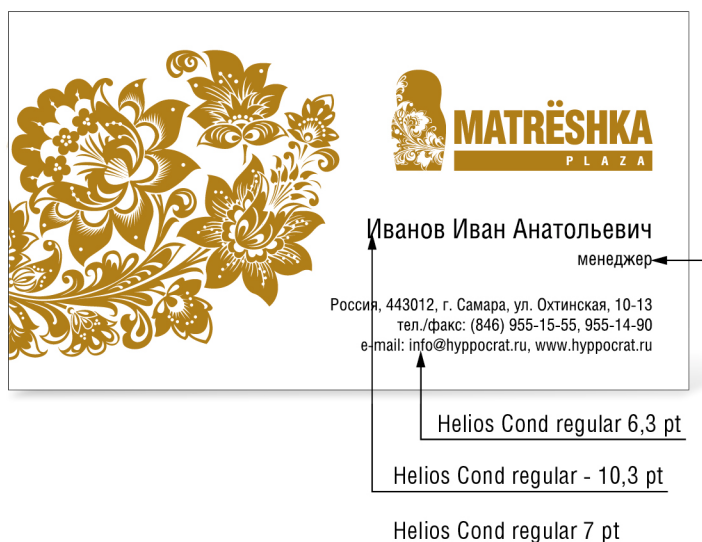 MATRЁSHKA
PLAZA
Иванов Иван Анатольевич
менеджер
Россия, 443012, г. Самара, ул. Охтинская, 10-13
тел./факс: (846) 955-15-55, 955-14-90
e-mail: info@hyppocrat.ru, www.hyppocrat.ru
Helios Cond regular 6,3 pt
Helios Cond regular - 10,3 pt
Helios Cond regular 7 pt